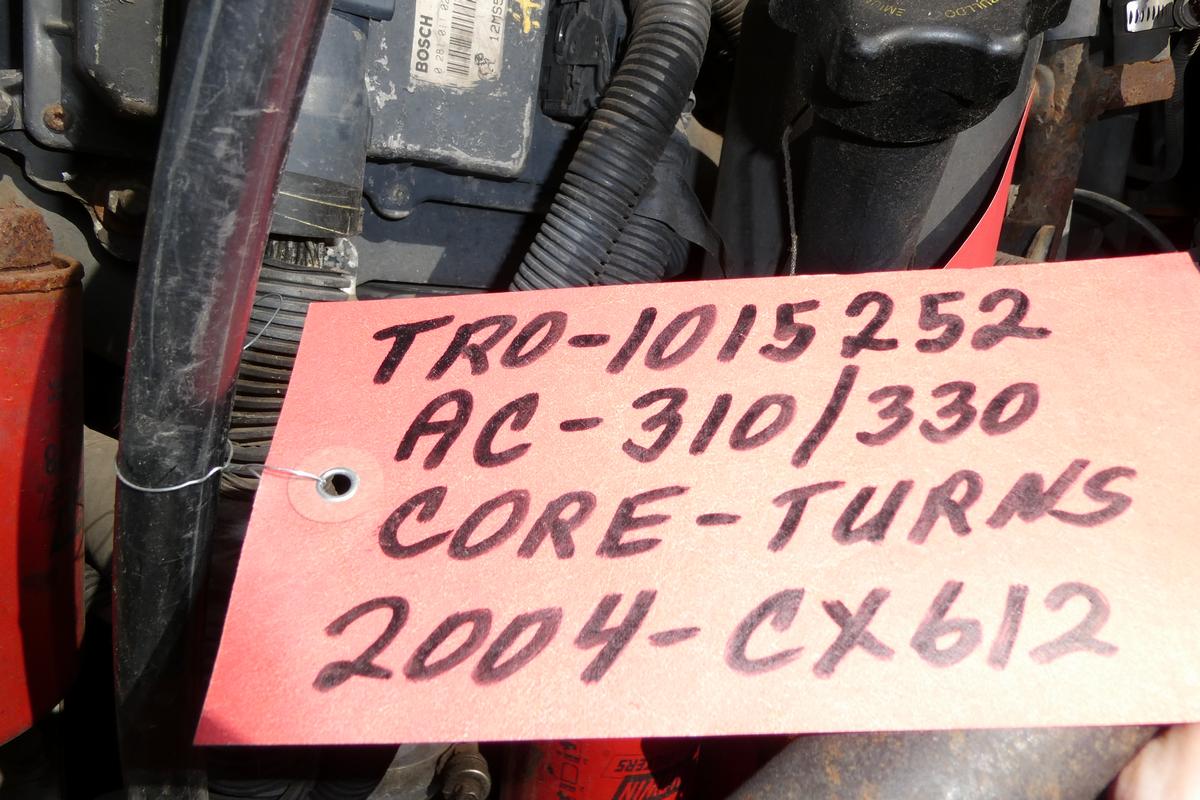 BOSCH
TRO-1015252
AC-310/330
CORE-TURNS
2004-CX612